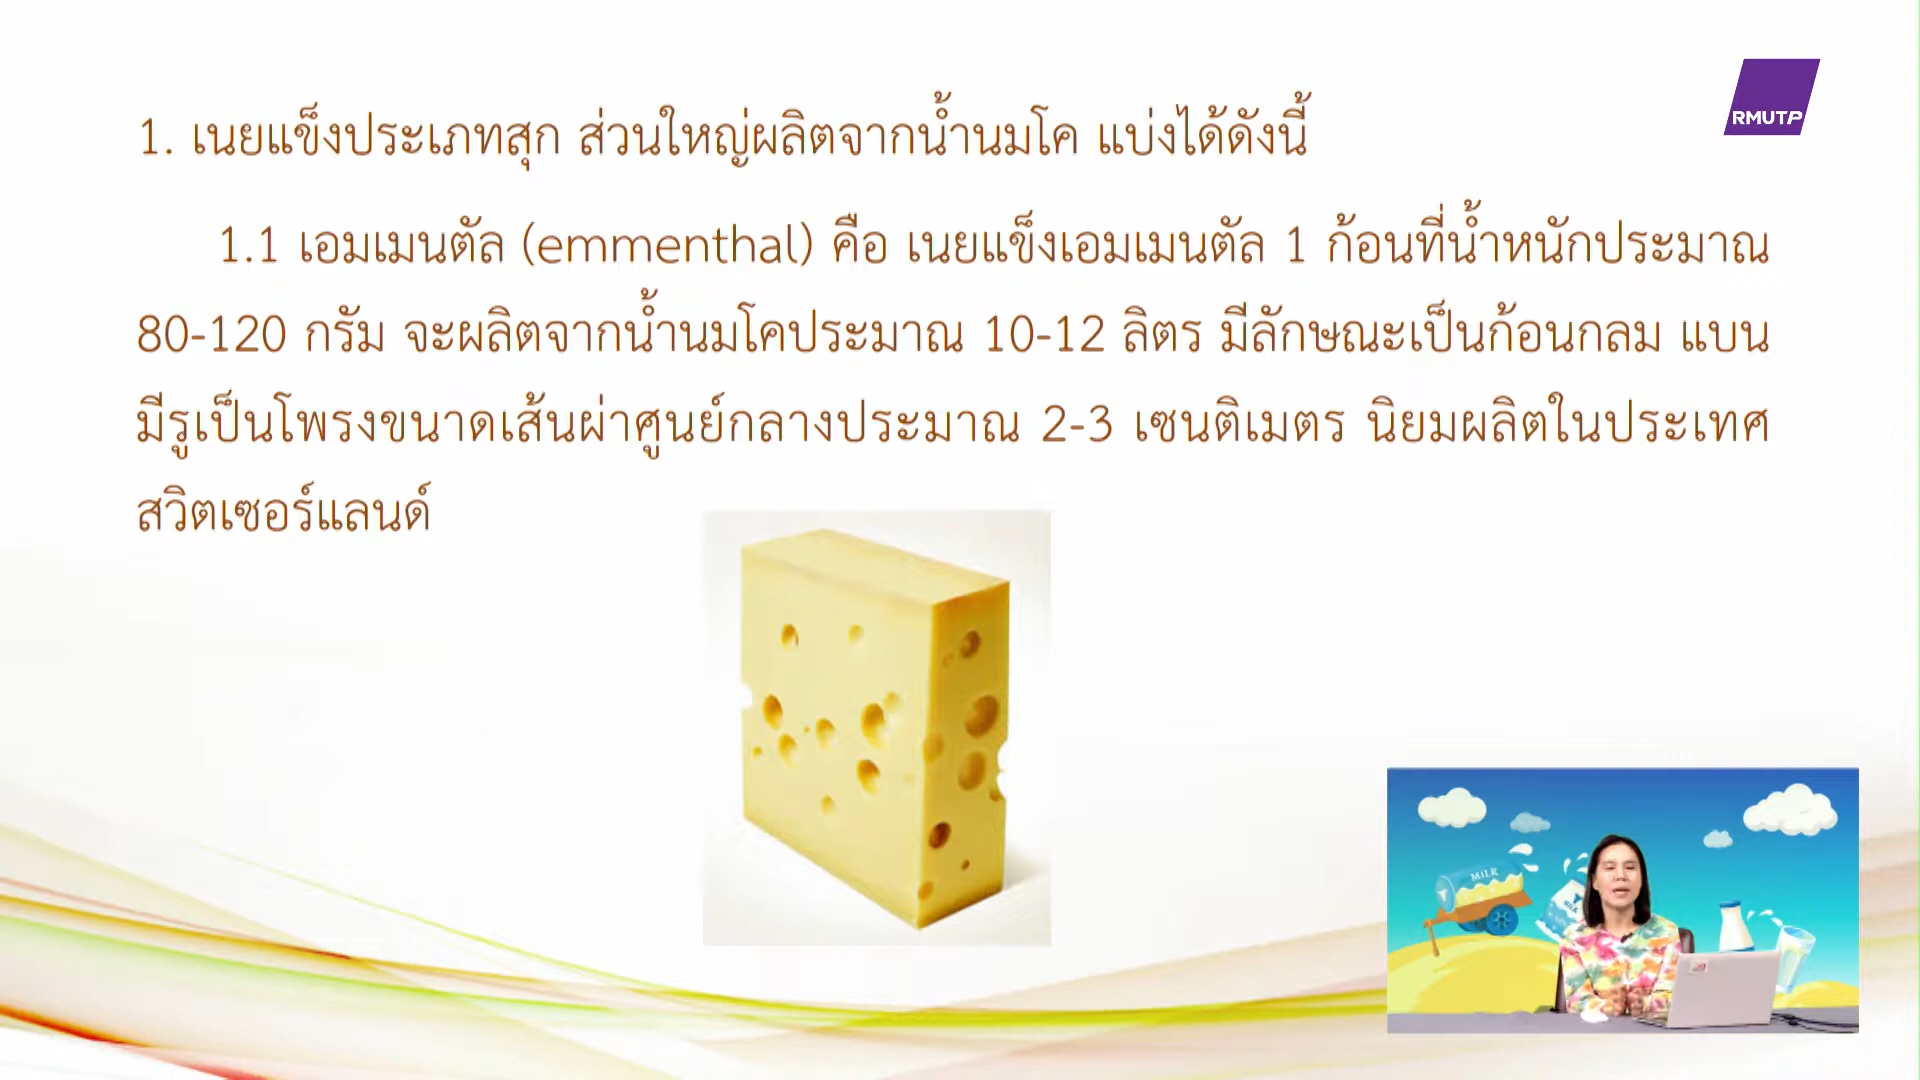 RMUTP
1. เนยแข็งประเภทสุก ส่วนใหญ่ผลิตจากน้ำนมโค แบ่งได้ดังนี้
1.1 เอมเมนตัล (emmenthal) คือ เนยแข็งเอมเมนตัล 1 ก้อนที่น้ำหนักประมาณ
80-120 กรัม จะผลิตจากน้ำนมโคประมาณ 10-12 ลิตร มีลักษณะเป็นก้อนกลม แบน
มีรูเป็นโพรงขนาดเส้นผ่าศูนย์กลางประมาณ 2-3 เซนติเมตร นิยมผลิตในประเทศ
สวิตเซอร์แลนด์
MILK
MILK